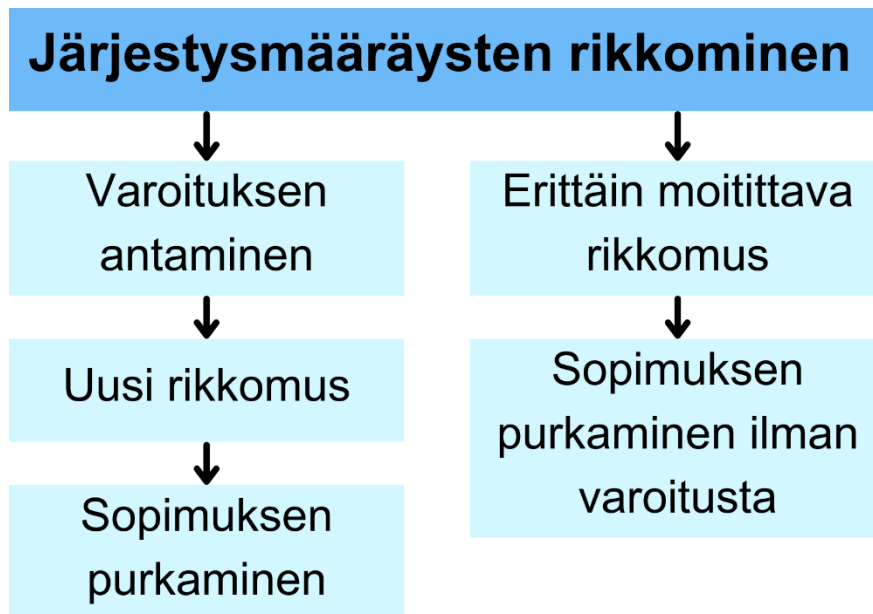 Järjestysmääräysten rikkominen
Varoituksen
antaminen
Uusi rikkomus
Sopimuksen
purkaminen
Erittäin moitittava
rikkomus
Sopimuksen
purkaminen ilman
varoitusta